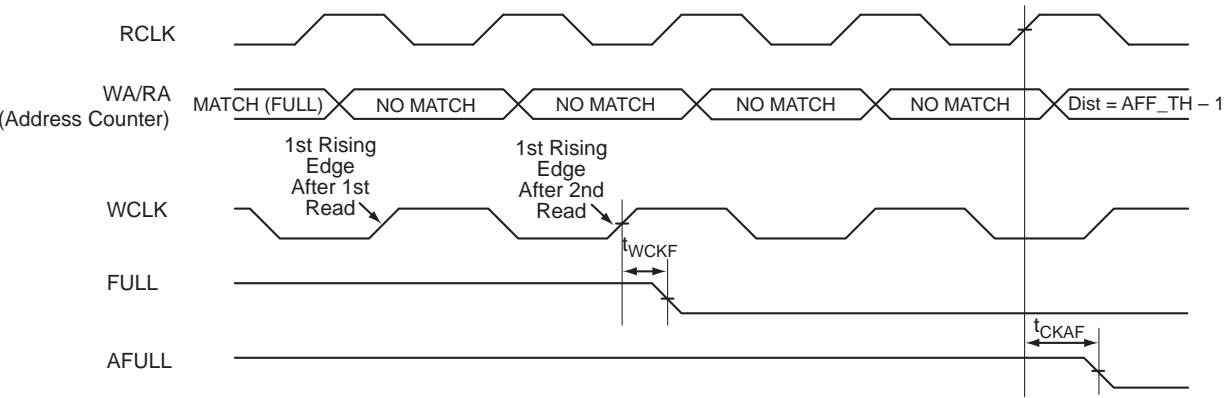 RCLK
WA/RA
(Address Counter)
MATCH (FULL)
NO MATCH
NO MATCH
NO MATCH
NO MATCH
Dist = AFF_TH – 1
1st Rising
Edge
After 1st
Read
1st Rising
Edge
After 2nd
Read
WCLK
tWCKF
FULL
tCKAF
AFULL